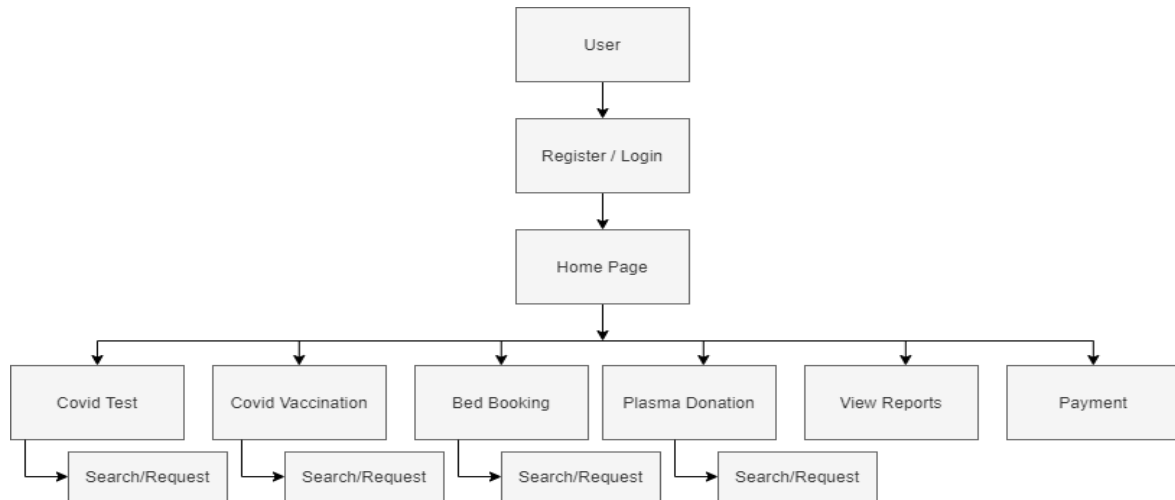 User
Register / Login
Home Page
Covid Test
Covid Vaccination
Bed Booking
Plasma Donation
View Reports
Payment
Search/Request
Search/Request
Search/Request
Search/Request